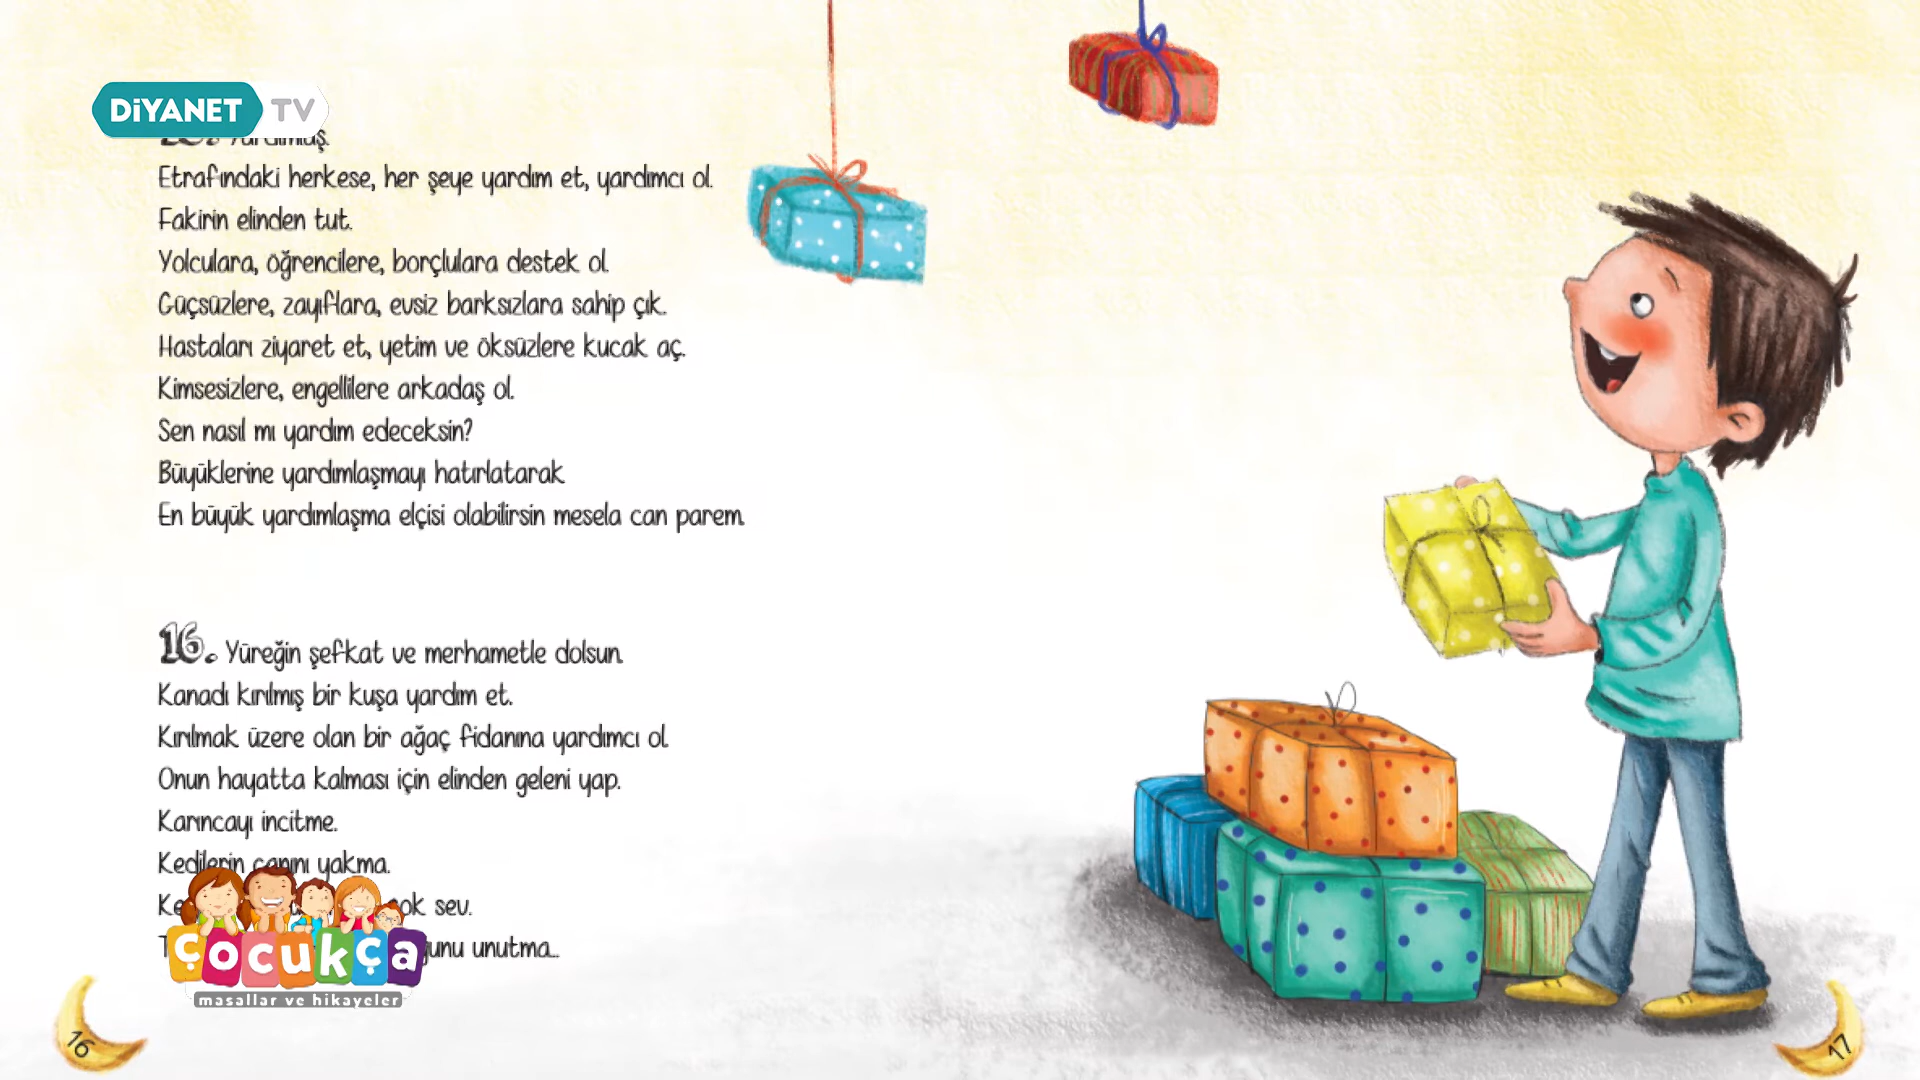 DİYANET TV
Yardımlaş.
Etrafındaki herkese, her şeye yardım et, yardımcı ol.
Fakirin elinden tut.
Yolculara, öğrencilere, borçlulara destek ol.
Güçsüzlere, zayıflara, evsiz barksızlara sahip çık.
Hastaları ziyaret et, yetim ve öksüzlere kucak aç.
Kimsesizlere, engellilere arkadaş ol.
Sen nasıl mı yardım edeceksin?
Büyüklerine yardımlaşmayı hatırlatarak
En büyük yardımlaşma elçisi olabilirsin mesela can parem.
16. Yüreğin şefkat ve merhametle dolsun.
Kanadı kırılmış bir kuşa yardım et.
Kırılmak üzere olan bir ağaç fidanına yardımcı ol.
Onun hayatta kalması için elinden geleni yap.
Karıncayı incitme.
Kedilerin canını yakma.
sev.
unutma...
çocukça
masallar ve hikayeler
16
17